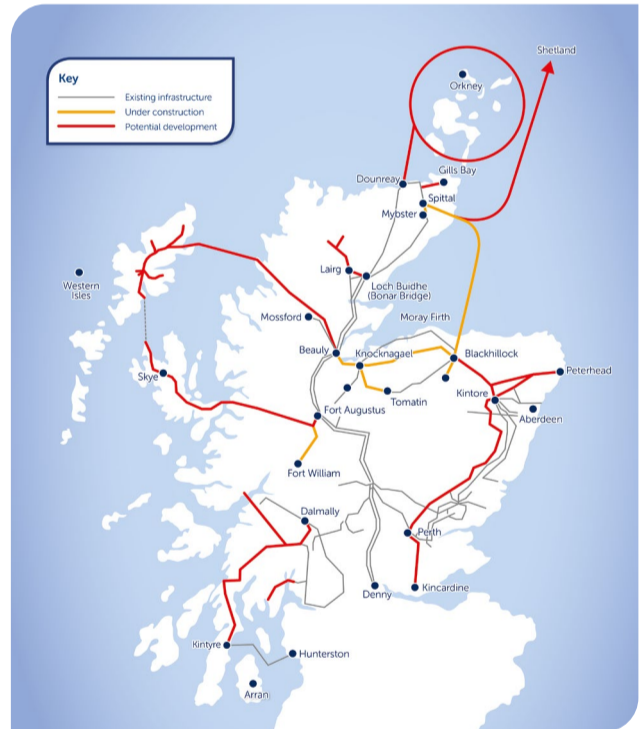 Key
Existing infrastructure
Under construction
Potential development
Shetland
Orkney
Gills Bay
Dounreay
Spittal
Mybster
Lairg
Loch Buidhe
(Bonar Bridge)
Western
Isles
Mossford
Moray Firth
Beauly
Knocknagael
Blackhillock
Peterhead
Skye
Tomatin
Kintore
Fort Augustus
Aberdeen
Fort William
Dalmally
Perth
Denny
Kincardine
Kintyre
Hunterston
Arran